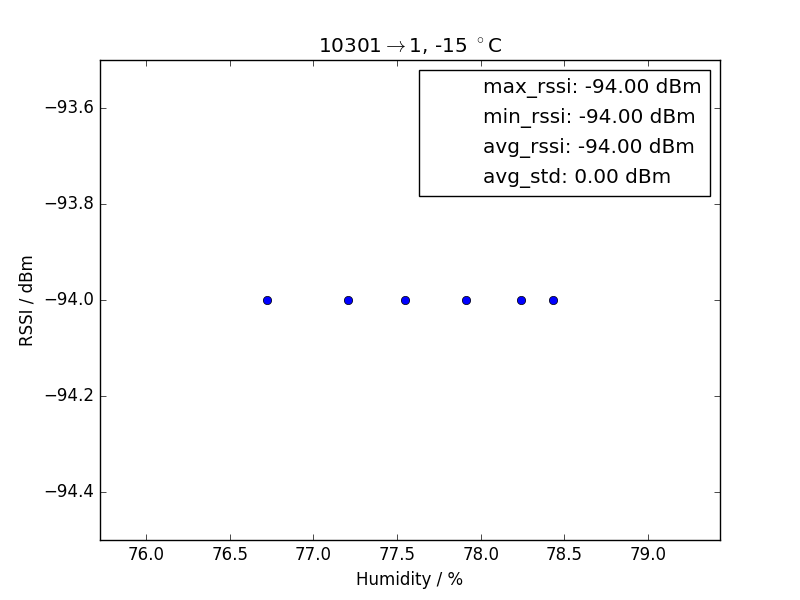 10301→1, -15 °C
max_rssi: -94.00 dBm
min_rssi: -94.00 dBm
avg_rssi: -94.00 dBm
avg_std: 0.00 dBm
RSSI / dBm
−93.6
−93.8
−94.0
−94.2
−94.4
76.0 76.5 77.0 77.5 78.0 78.5 79.0
Humidity / %